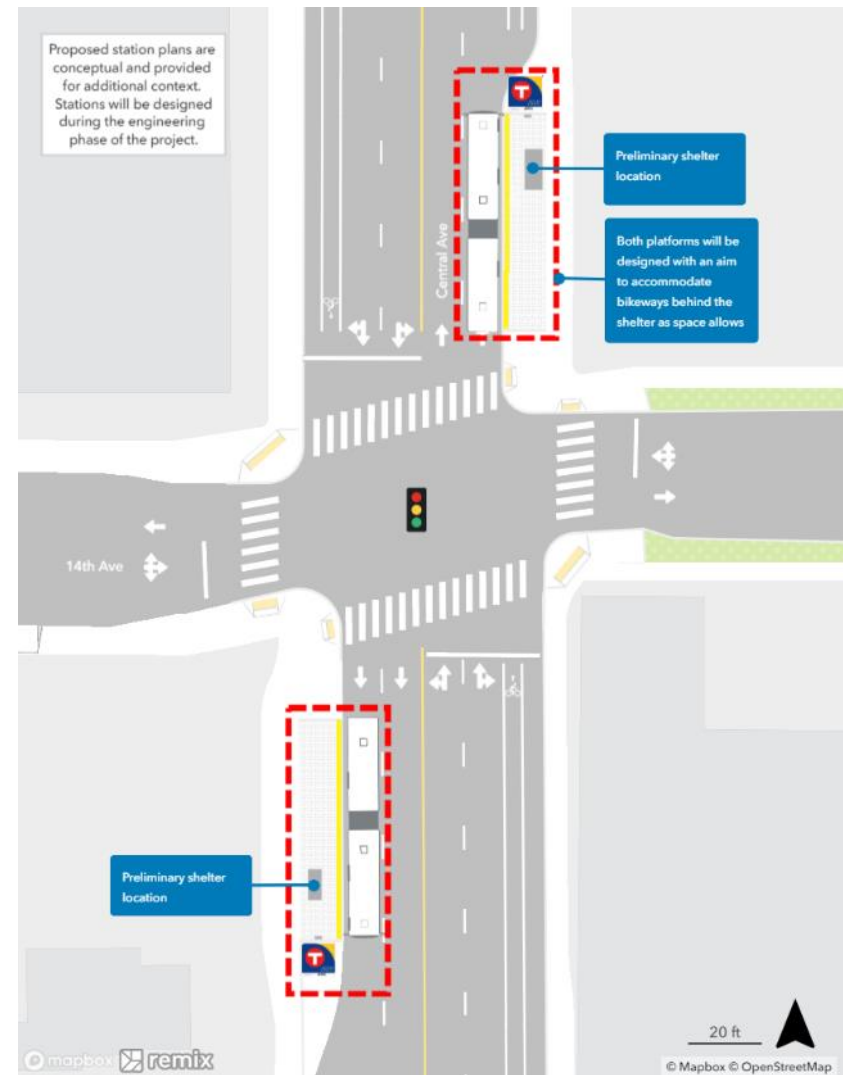 Proposed station plans are
conceptual and provided
for additional context.
Stations will be designed
during the engineering
phase of the project.
T
Preliminary shelter
location
Both platforms will be
designed with an aim
to accommodate
bikeways behind the
shelter as space allows
Central Ave
14th Ave
Preliminary shelter
location
T
20 ft
mapbox remix
© Mapbox © OpenStreetMap